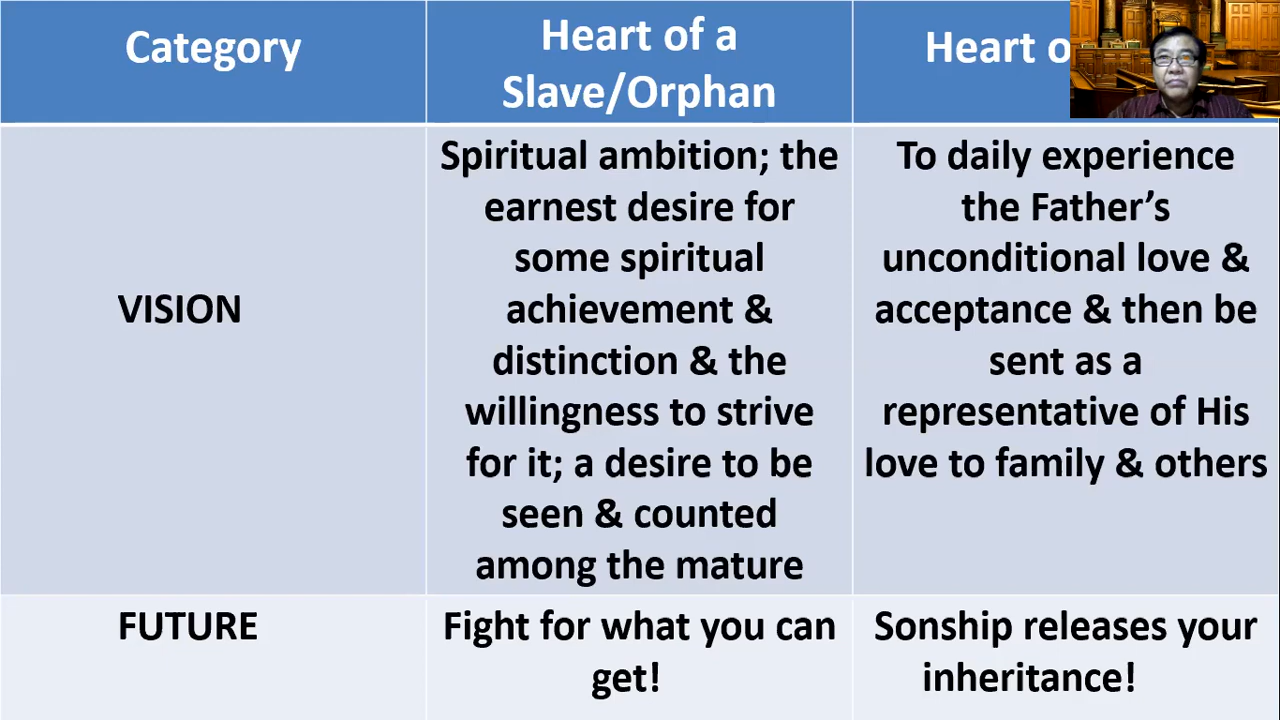 Category
Heart of a
Slave/Orphan
Heart o
VISION
Spiritual ambition; the
earnest desire for
some spiritual
achievement &
distinction & the
willingness to strive
for it; a desire to be
seen & counted
among the mature
To daily experience
the Father’s
unconditional love &
acceptance & then be
sent as a
representative of His
love to family & others
FUTURE
Fight for what you can
get!
Sonship releases your
inheritance!